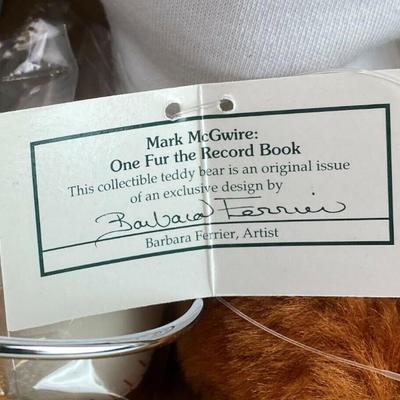 Mark McGwire:
One Fur the Record Book
This collectible teddy bear is an original issue
of an exclusive design by
Barbara Ferrier
Barbara Ferrier, Artist